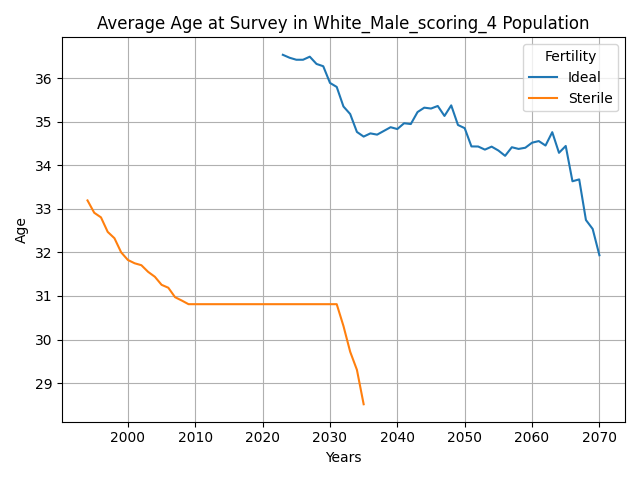 Average Age at Survey in White_Male_scoring_4 Population
Fertility
Ideal
Sterile
Age
36
35
34
33
32
31
30
29
2000
2010
2020
2030
2040
2050
2060
2070
Years